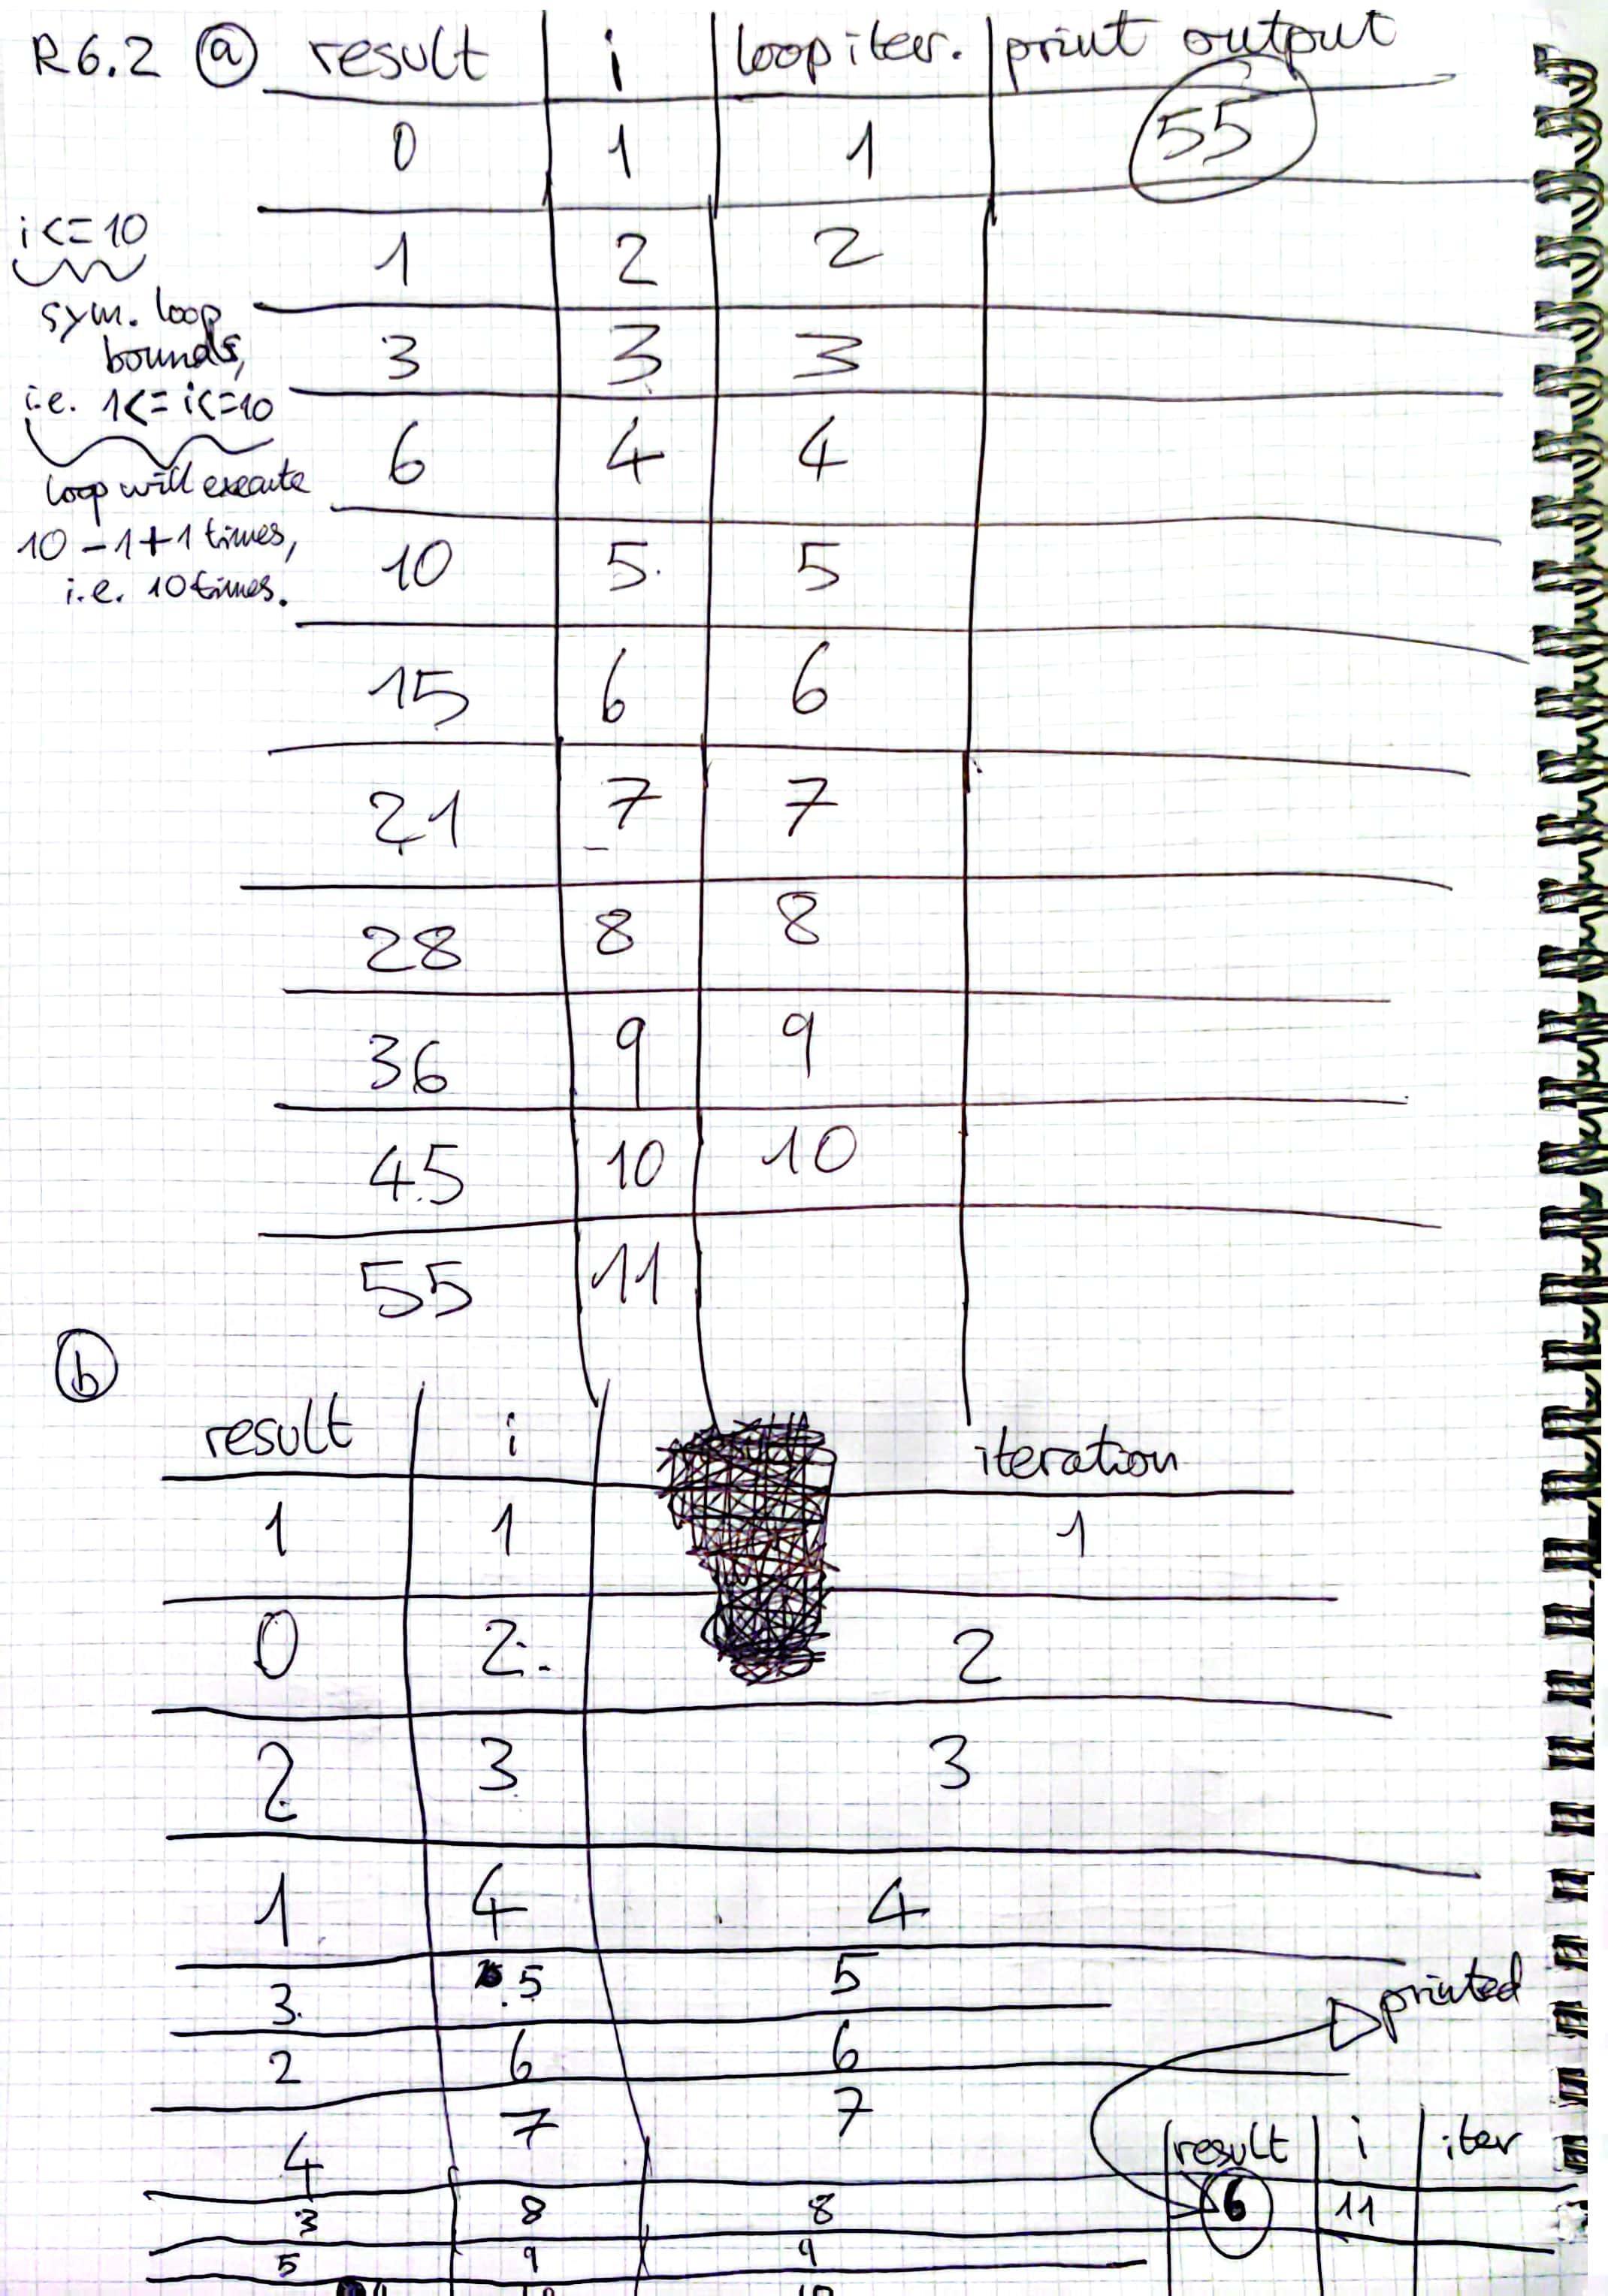 R6.2 (a) result | i | loop iter. | print output
0 | 1 | 1 | 55
1 | 2 | 2
3 | 3 | 3
6 | 4 | 4
10 | 5 | 5
15 | 6 | 6
21 | 7 | 7
28 | 8 | 8
36 | 9 | 9
45 | 10 | 10
55 | 11
i<=10
sym. loop
bounds,
i.e. 1<= i<=10
loop will execute
10 - 1 + 1 times,
i.e. 10 times.
(b)
result | i | iteration
1 | 1 | 1
0 | 2 | 2
2 | 3 | 3
1 | 4 | 4
3 | 5 | 5
2 | 6 | 6
4 | 7 | 7
3 | 8 | 8
5 | 9 | 9
printed
result | i | iter
6 | 11